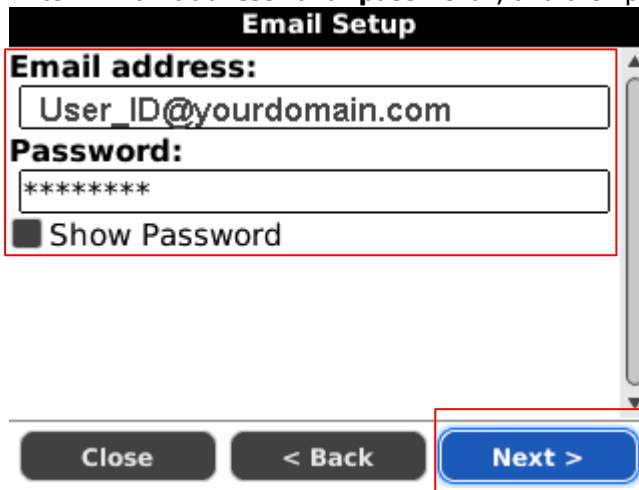 Email Setup
Email address:
User_ID@yourdomain.com
Password:
********
Show Password
Close < Back Next >